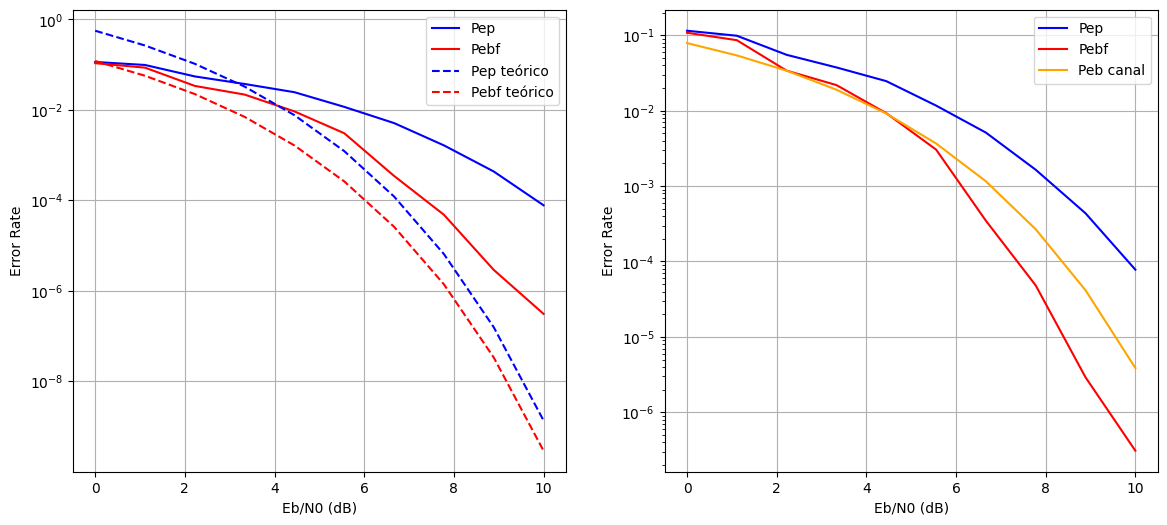 10^0
10^-2
10^-4
10^-6
10^-8
Error Rate
0 2 4 6 8 10
Eb/N0 (dB)
Pep
Pebf
Pep teórico
Pebf teórico
10^-1
10^-2
10^-3
10^-4
10^-5
10^-6
Error Rate
0 2 4 6 8 10
Eb/N0 (dB)
Pep
Pebf
Peb canal